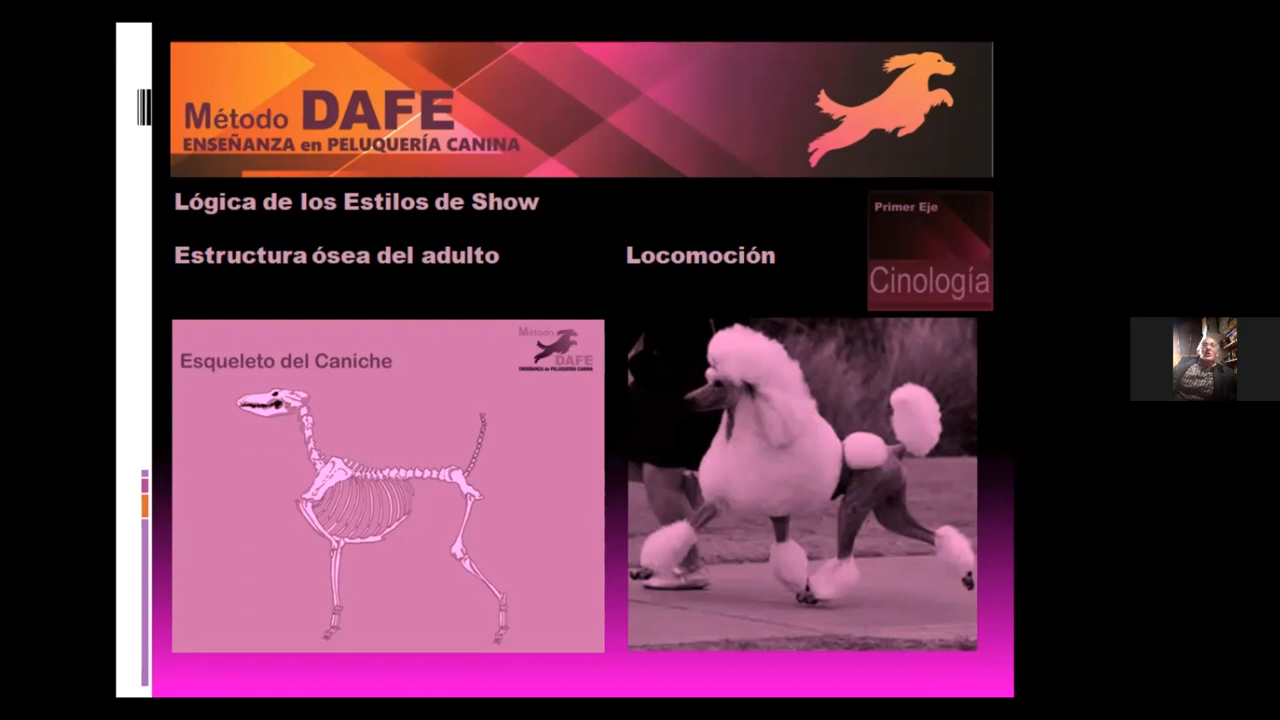 Método DAFE
ENSEÑANZA en PELUQUERÍA CANINA
Lógica de los Estilos de Show
Primer Eje
Cinología
Estructura ósea del adulto
Locomoción
Método
DAFE
ENSEÑANZA de PELUQUERÍA CANINA
Esqueleto del Caniche